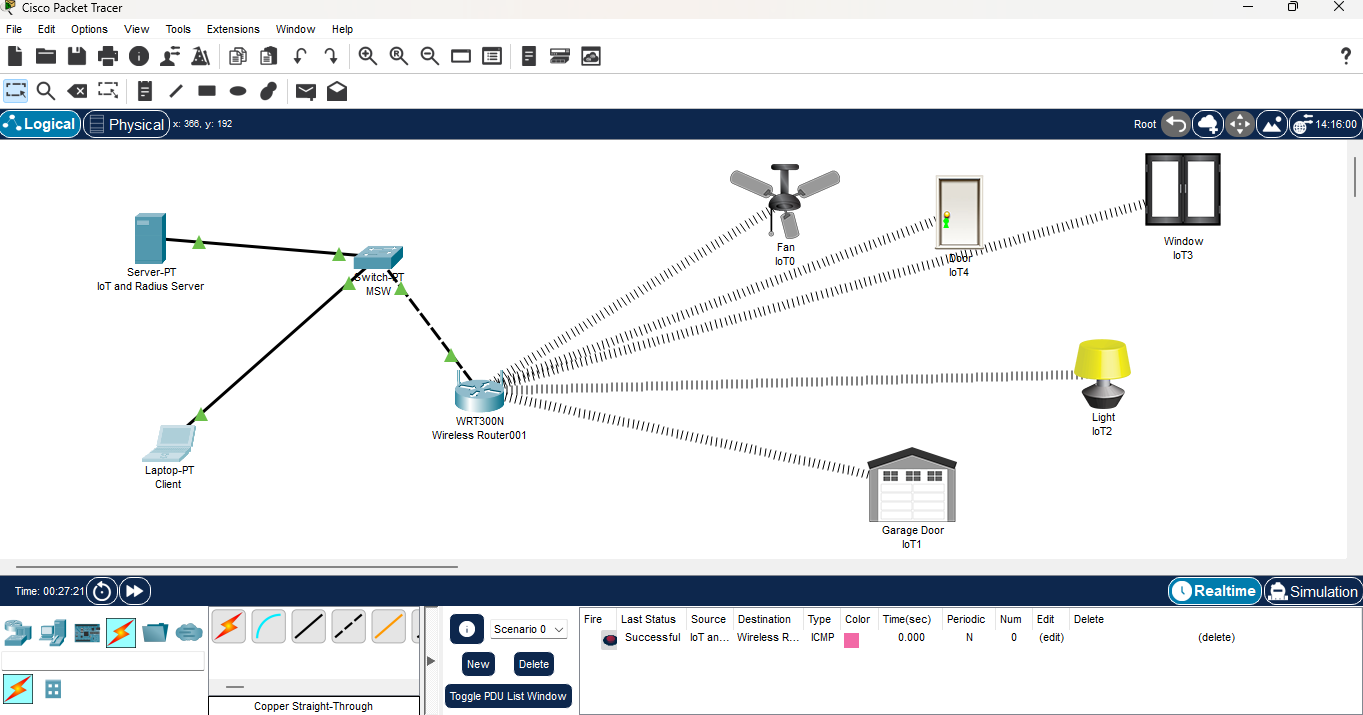 Cisco Packet Tracer
File Edit Options View Tools Extensions Window Help
Logical Physical x: 366, y: 192 Root 14:16:00
Fan
IoT0
Door
IoT4
Window
IoT3
Server-PT
IoT and Radius Server
Switch-PT
MSW
Light
IoT2
WRT300N
Wireless Router001
Laptop-PT
Client
Garage Door
IoT1
Time: 00:27:21 Realtime Simulation
Scenario 0
New Delete
Toggle PDU List Window
Fire Last Status Source Destination Type Color Time(sec) Periodic Num Edit Delete
Successful IoT an... Wireless R... ICMP 0.000 N 0 (edit) (delete)
Copper Straight-Through